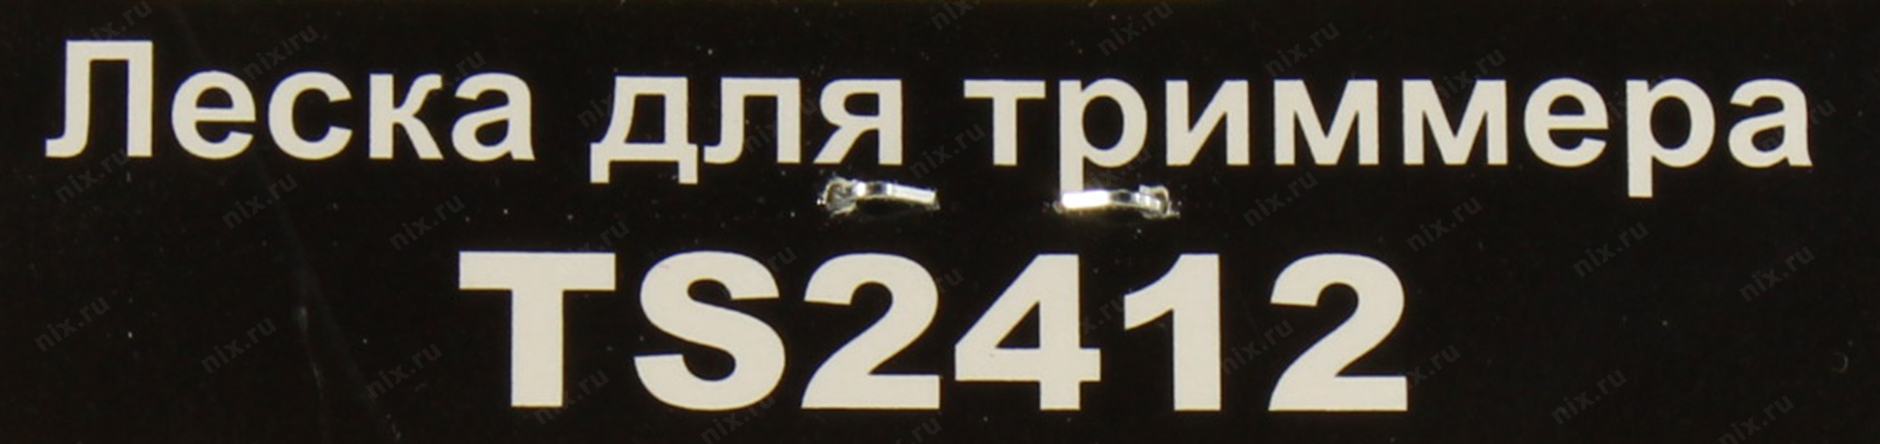 Леска для триммера
TS2412